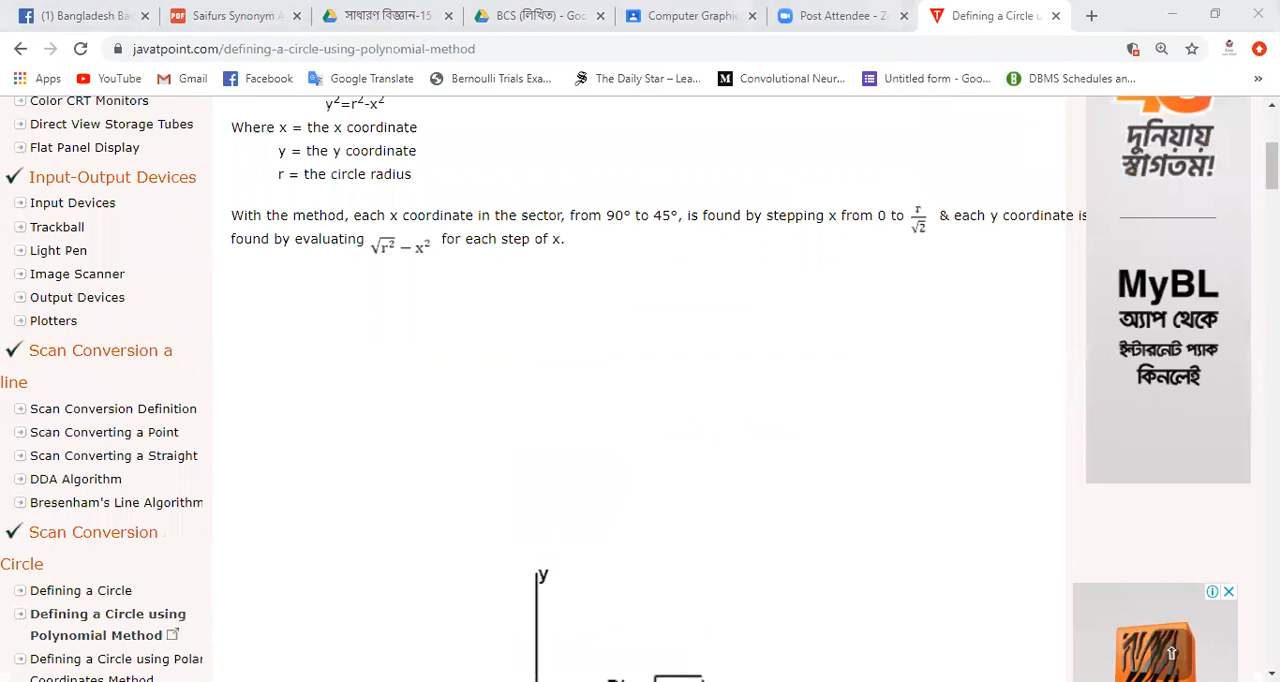 (1) Bangladesh Ba
Saifurs Synonym A
সাধারণ বিজ্ঞান-15
BCS (লিখিত) - Goo
Computer Graphic
Post Attendee - Zo
Defining a Circle u
javatpoint.com/defining-a-circle-using-polynomial-method
Apps
YouTube
Gmail
Facebook
Google Translate
Bernoulli Trials Exa...
The Daily Star – Lea...
Convolutional Neur...
Untitled form - Goo...
DBMS Schedules an...
»
Color CRT Monitors
Direct View Storage Tubes
Flat Panel Display
Input-Output Devices
Input Devices
Trackball
Light Pen
Image Scanner
Output Devices
Plotters
Scan Conversion a
line
Scan Conversion Definition
Scan Converting a Point
Scan Converting a Straight
DDA Algorithm
Bresenham's Line Algorithm
Scan Conversion
Circle
Defining a Circle
Defining a Circle using
Polynomial Method
Defining a Circle using Polar
Coordinates Method
y²=r²-x²
Where x = the x coordinate
y = the y coordinate
r = the circle radius
With the method, each x coordinate in the sector, from 90° to 45°, is found by stepping x from 0 to r/√2 & each y coordinate is
found by evaluating √r² − x² for each step of x.
y
4G
দুনিয়ায়
স্বাগতম!
MyBL
অ্যাপ থেকে
ইন্টারনেট প্যাক
কিনলেই